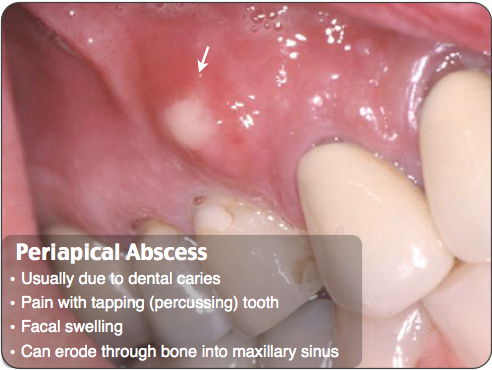 Periapical Abscess
• Usually due to dental caries
• Pain with tapping (percussing) tooth
• Facal swelling
• Can erode through bone into maxillary sinus